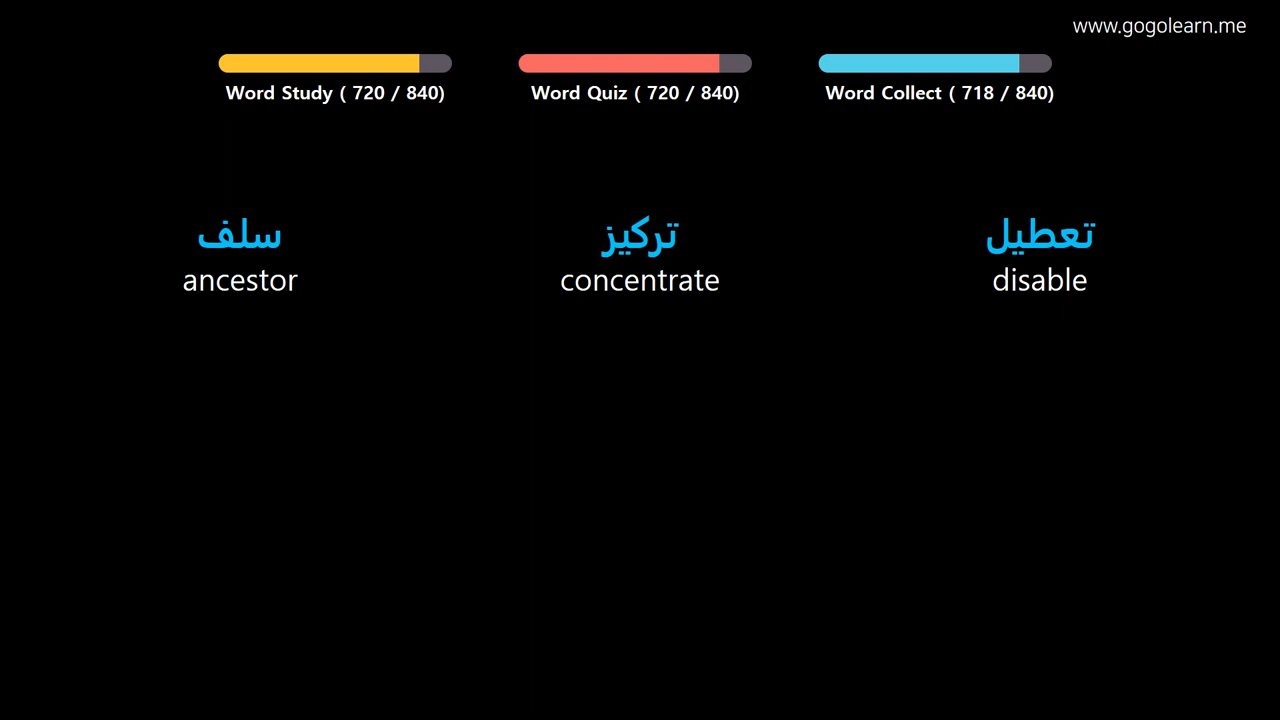 www.gogolearn.me
Word Study ( 720 / 840)
Word Quiz ( 720 / 840)
Word Collect ( 718 / 840)
سلف
ancestor
تركيز
concentrate
تعطيل
disable